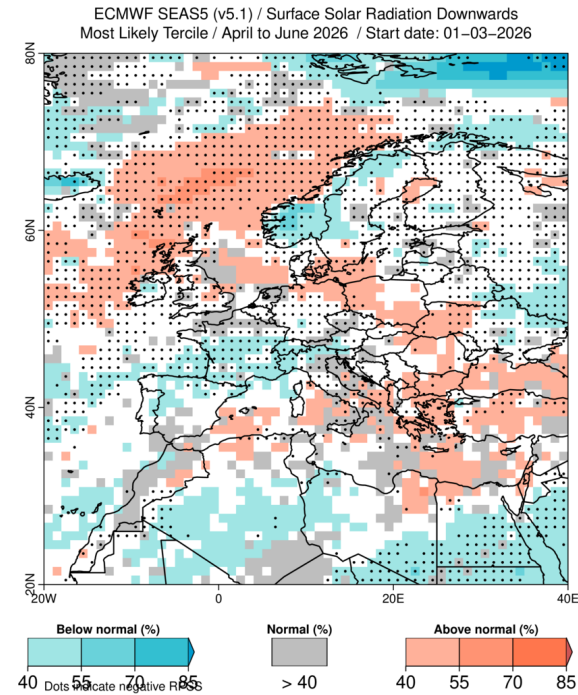 ECMWF SEAS5 (v5.1) / Surface Solar Radiation Downwards
Most Likely Tercile / April to June 2026 / Start date: 01−03−2026
80N
60N
40N
20N
20W 0 20E 40E
Below normal (%) Normal (%) Above normal (%)
40 55 70 85 > 40 40 55 70 85
Dots indicate negative RPSS